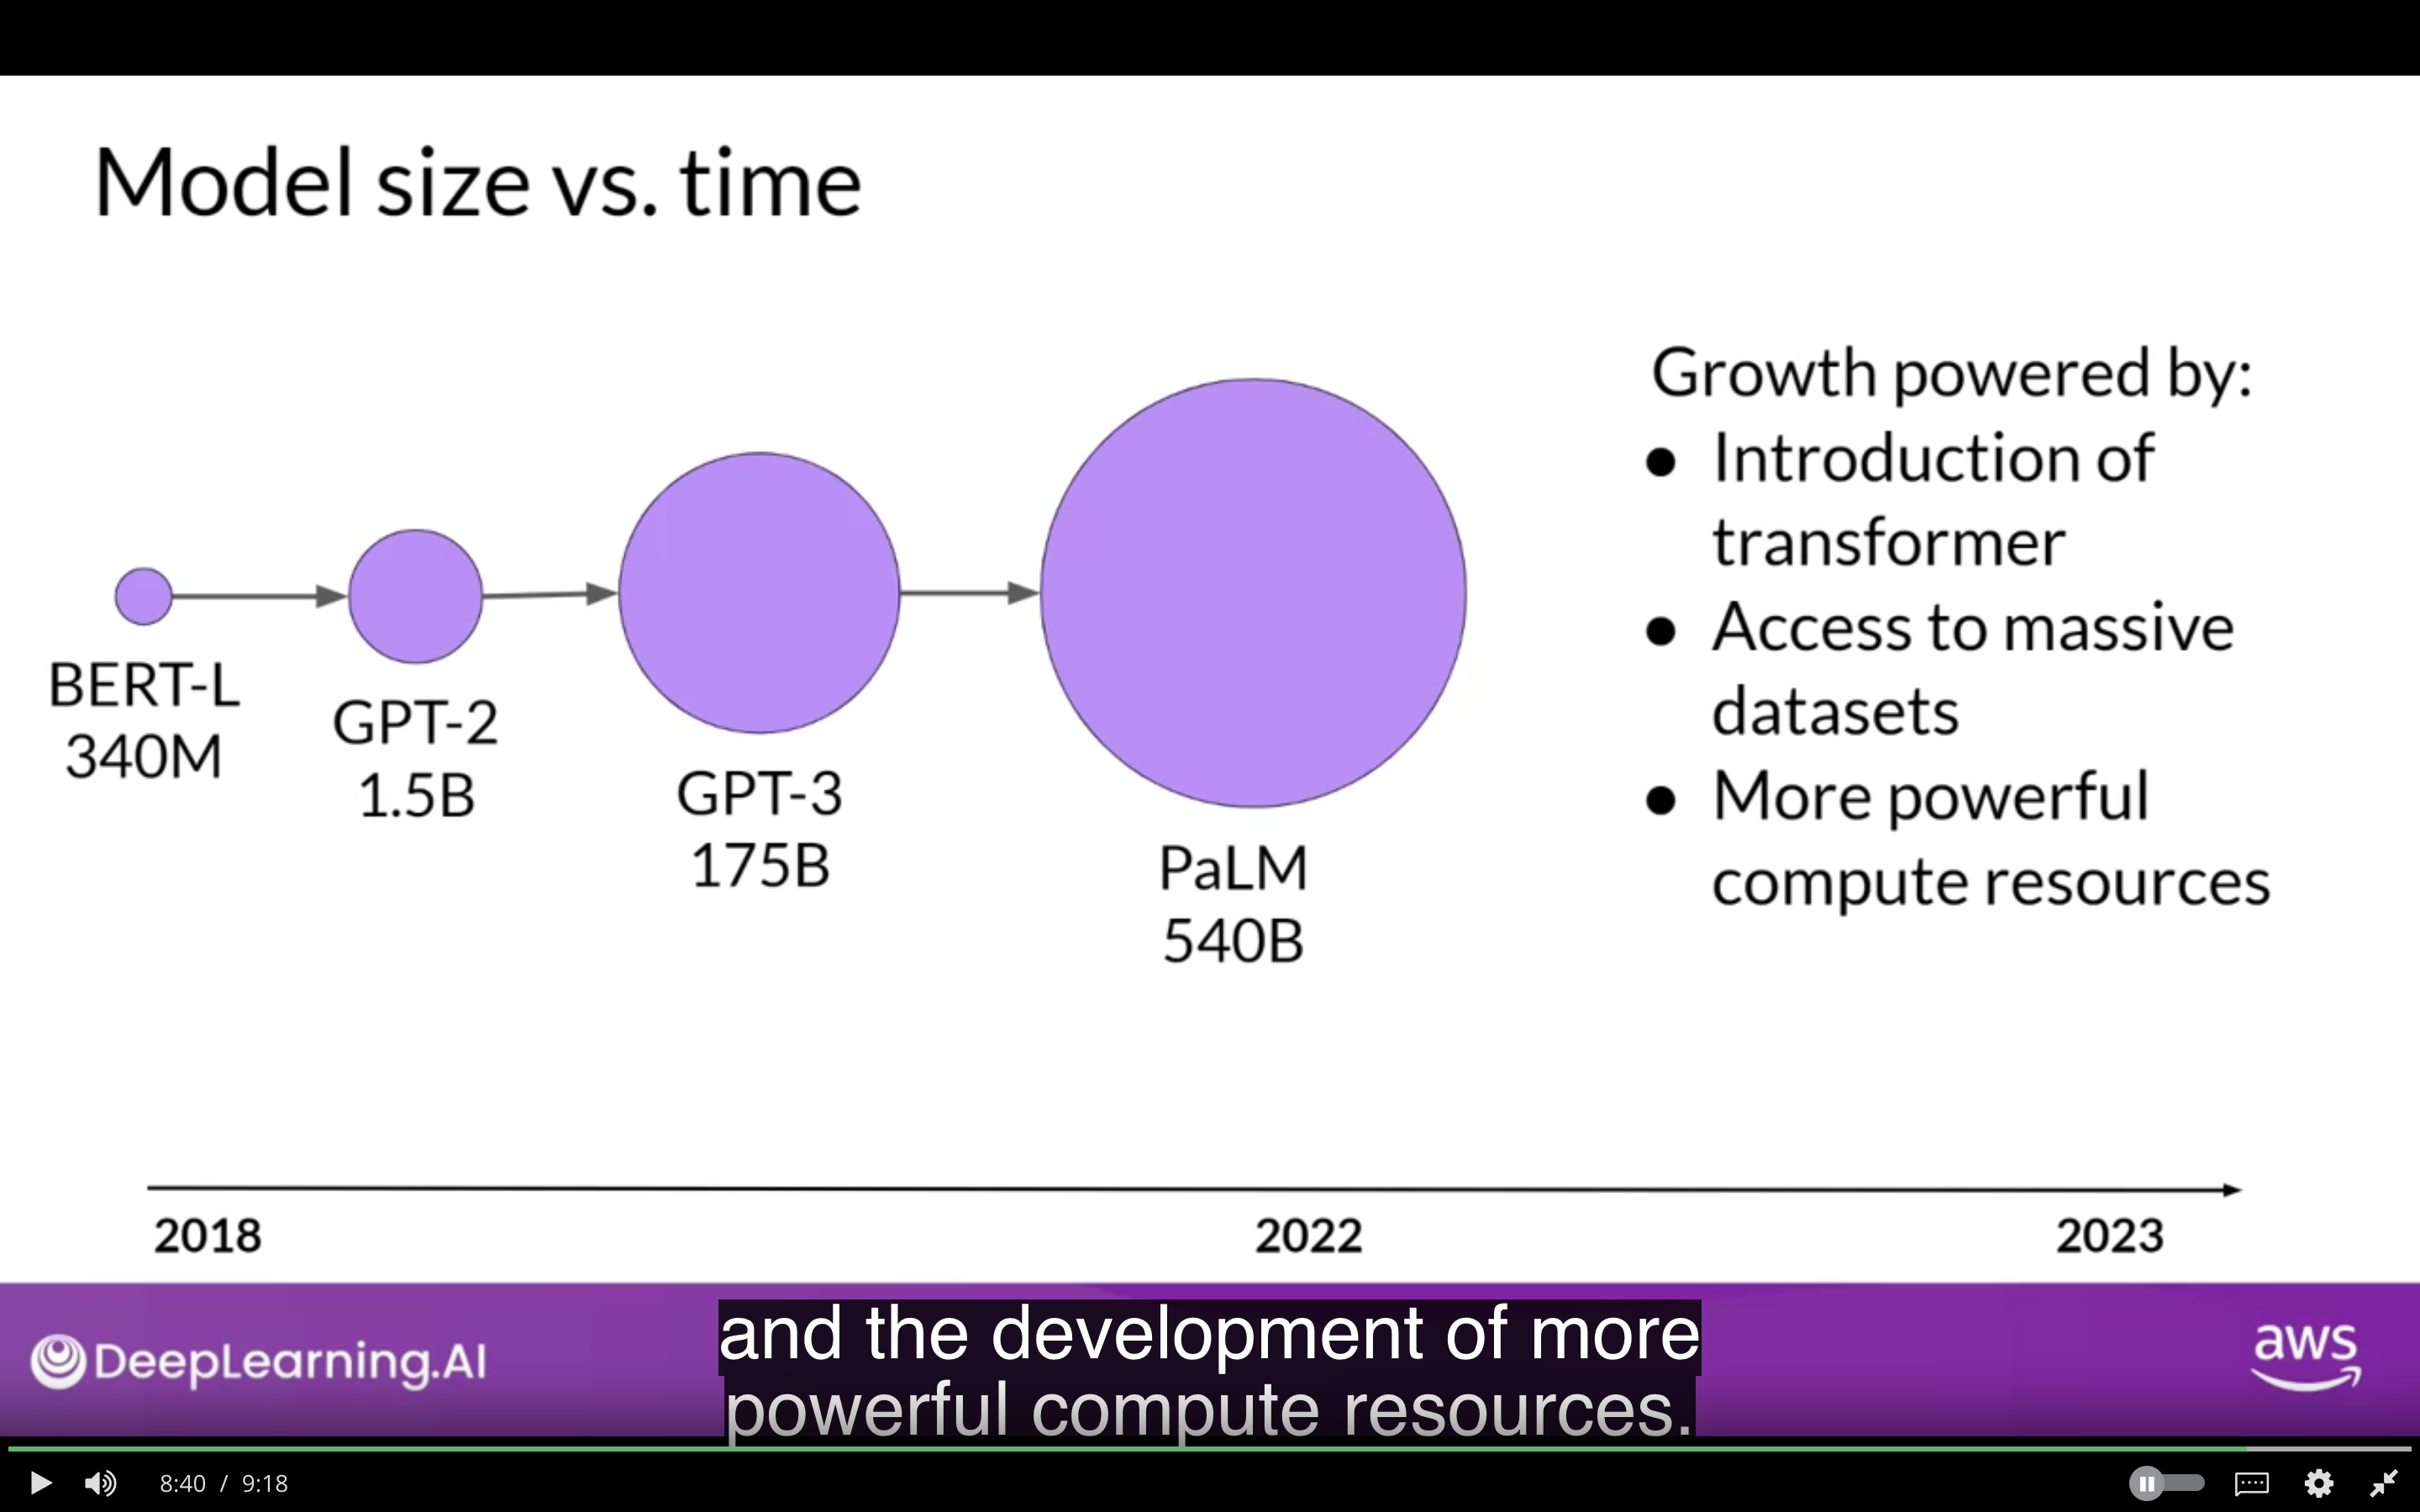 Model size vs. time
BERT-L
340M
GPT-2
1.5B
GPT-3
175B
PaLM
540B
Growth powered by:
● Introduction of
transformer
● Access to massive
datasets
● More powerful
compute resources
2018
2022
2023
DeepLearning.AI
and the development of more
powerful compute resources.
aws
8:40 / 9:18